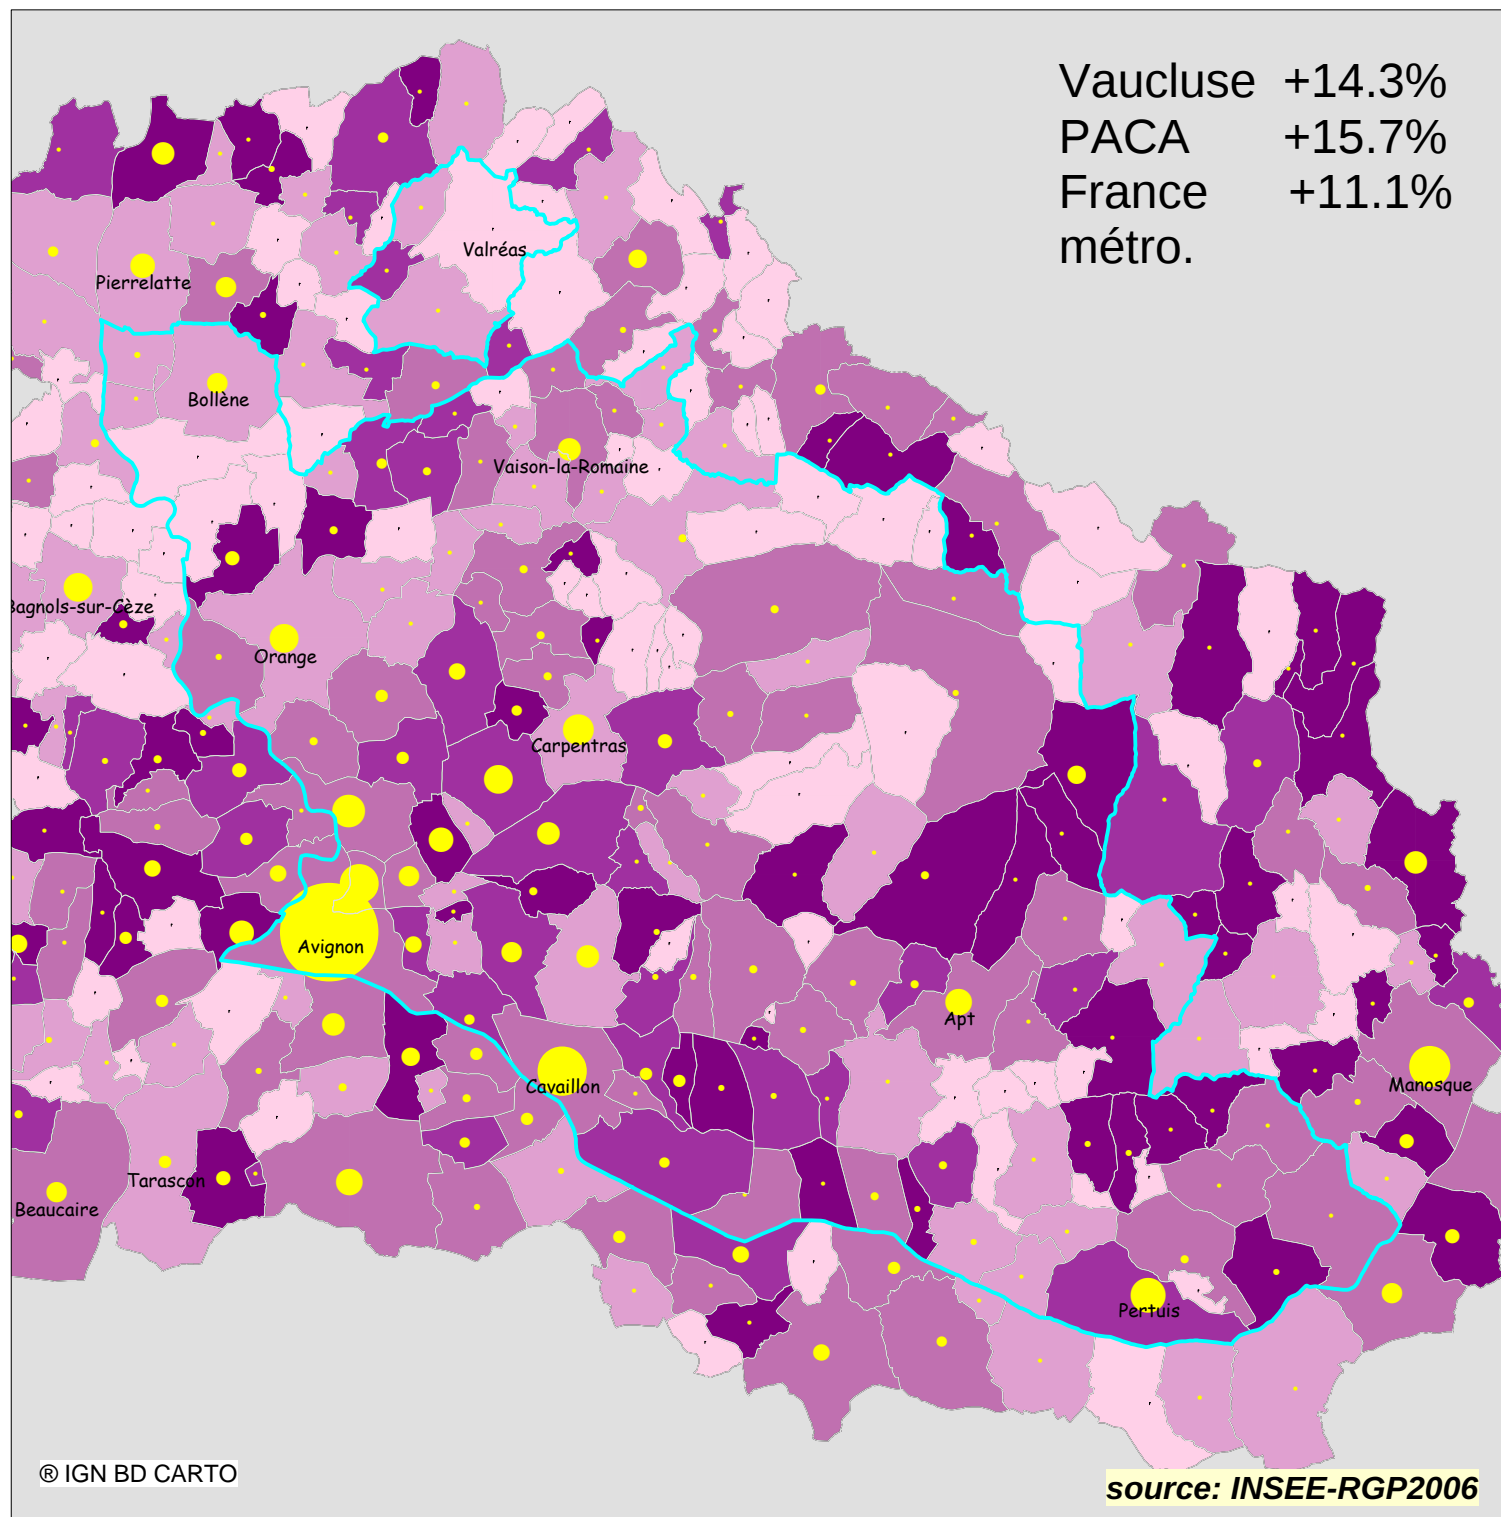 Vaucluse +14.3%
PACA +15.7%
France +11.1%
métro.
Valréas
Pierrelatte
Bollène
Vaison-la-Romaine
Bagnols-sur-Cèze
Orange
Carpentras
Avignon
Apt
Cavaillon
Manosque
Tarascon
Beaucaire
Pertuis
® IGN BD CARTO
source: INSEE-RGP2006